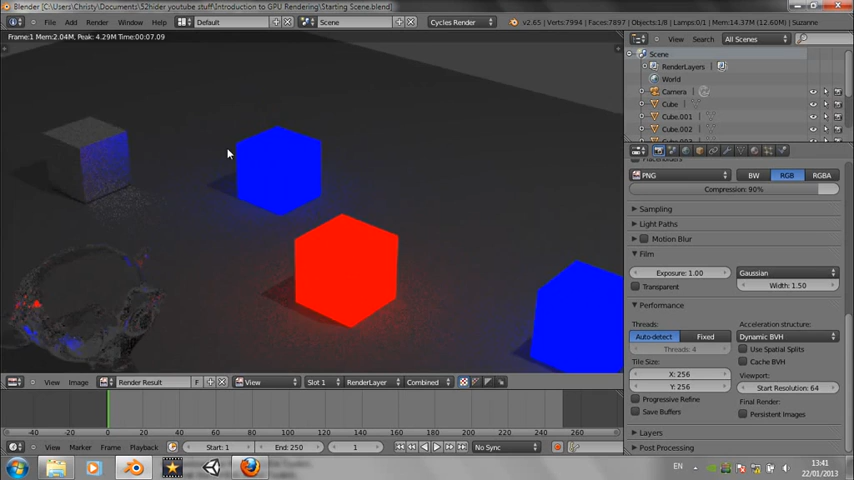 Blender [C:\Users\Christy\Documents\52hider youtube stuff\Introduction to GPU Rendering\Starting Scene.blend]
File Add Render Window Help Default Scene Cycles Render v2.65 | Verts:7994 | Faces:7897 | Objects:1/8 | Lamps:0/1 | Mem:14.37M (12.60M) | Suzanne
Frame:1 Mem:2.04M, Peak: 4.29M Time:00:07.09
View Search All Scenes
Scene
RenderLayers
World
Camera
Cube
Cube.001
Cube.002
PNG BW RGB RGBA
Compression: 90%
Sampling
Light Paths
Motion Blur
Film
Exposure: 1.00 Gaussian
Transparent Width: 1.50
Performance
Threads: Acceleration structure:
Auto-detect Fixed Dynamic BVH
Threads: 4 Use Spatial Splits
Tile Size: Cache BVH
X: 256 Viewport:
Y: 256 Start Resolution: 64
Progressive Refine Final Render:
Save Buffers Persistent Images
Layers
Post Processing
View Image Render Result F View Slot 1 RenderLayer Combined
-40 -20 0 20 40 60 80 100 120 140 160 180 200 220 240 260 280
View Marker Frame Playback Start: 1 End: 250 1 No Sync
EN 13:41
22/01/2013